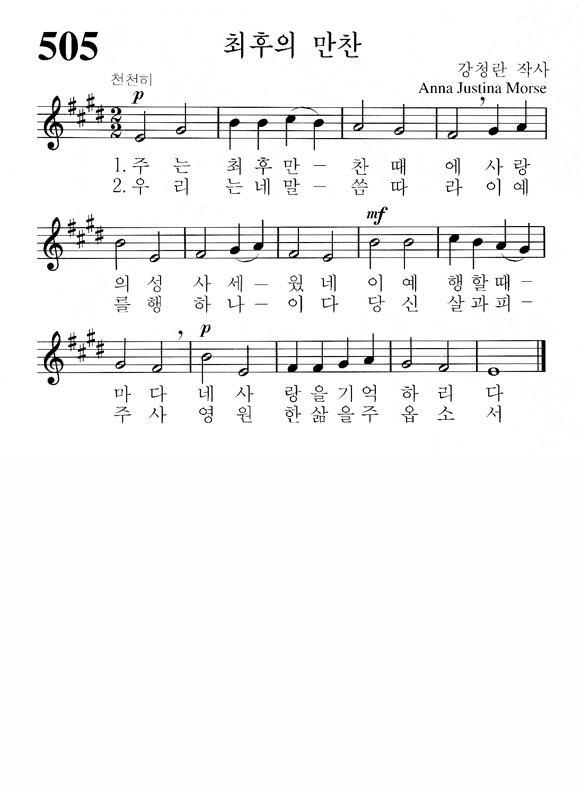 505
최후의 만찬
강청란 작사
천천히
Anna Justina Morse
p
1. 주 는 최 후 만 – 찬 때 에 사 랑
2. 우 리 는 네 말 – 씀 따 라 이 예
mf
의 성 사 세 – 웠 네 이 예 행 할 때 –
를 행 하 나 – 이 다 당 신 살 과 피 –
p
마 다 네 사 랑 을 기 억 하 리 다
주 사 영 원 한 삶 을 주 옵 소 서